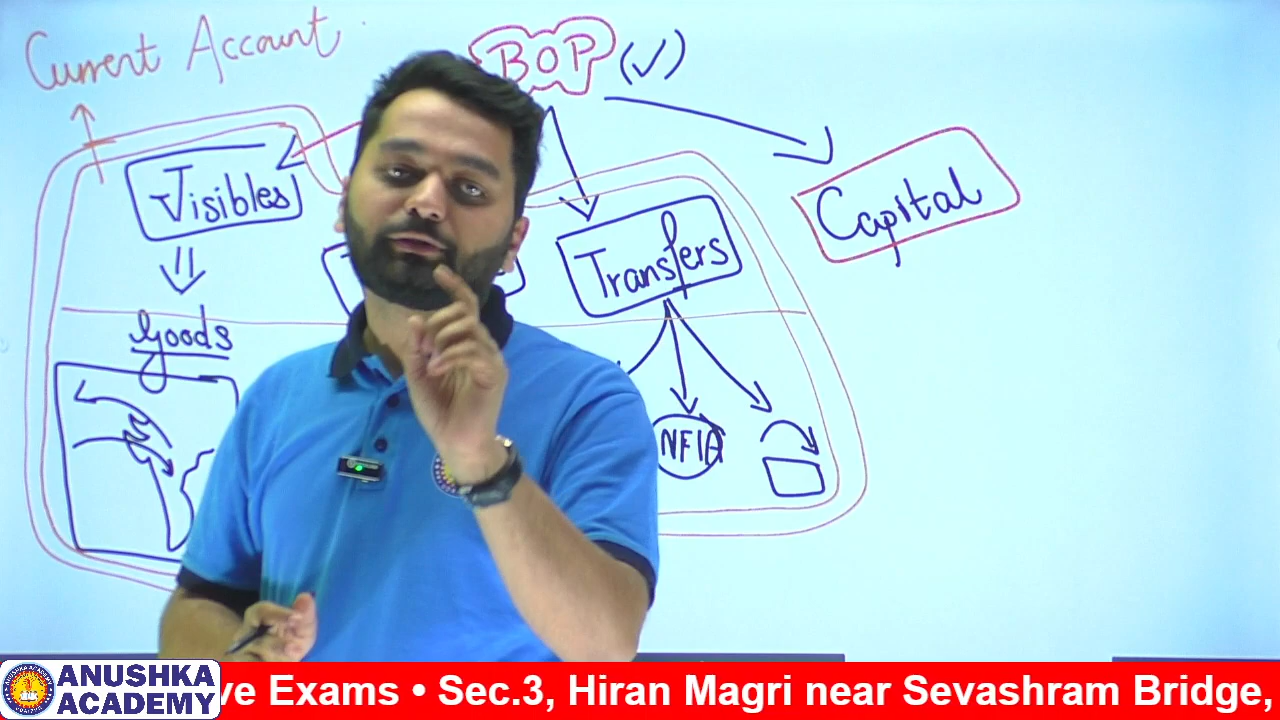 Current Account
BOP (✓)
Visibles
Transfers
Capital
Goods
NFIA
ANUSHKA
ACADEMY
ve Exams • Sec.3, Hiran Magri near Sevashram Bridge,